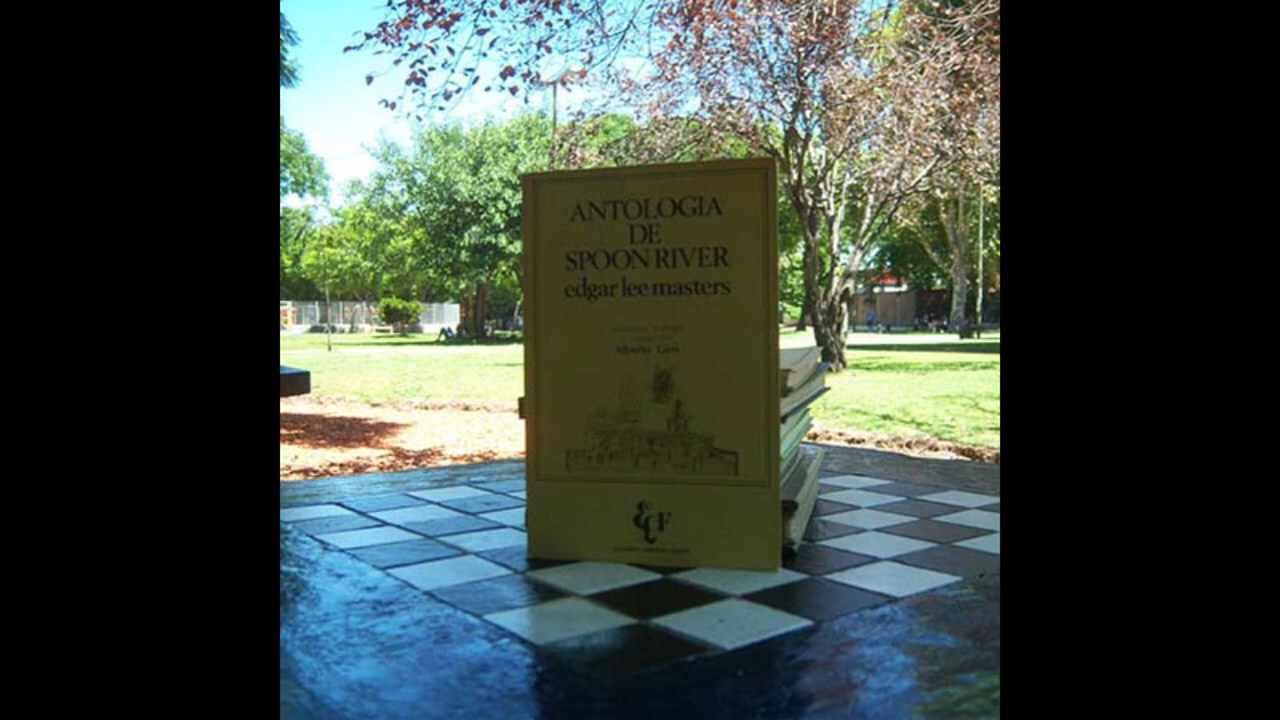 ANTOLOGIA
DE
SPOON RIVER
edgar lee masters
Alberto Girri
ECF